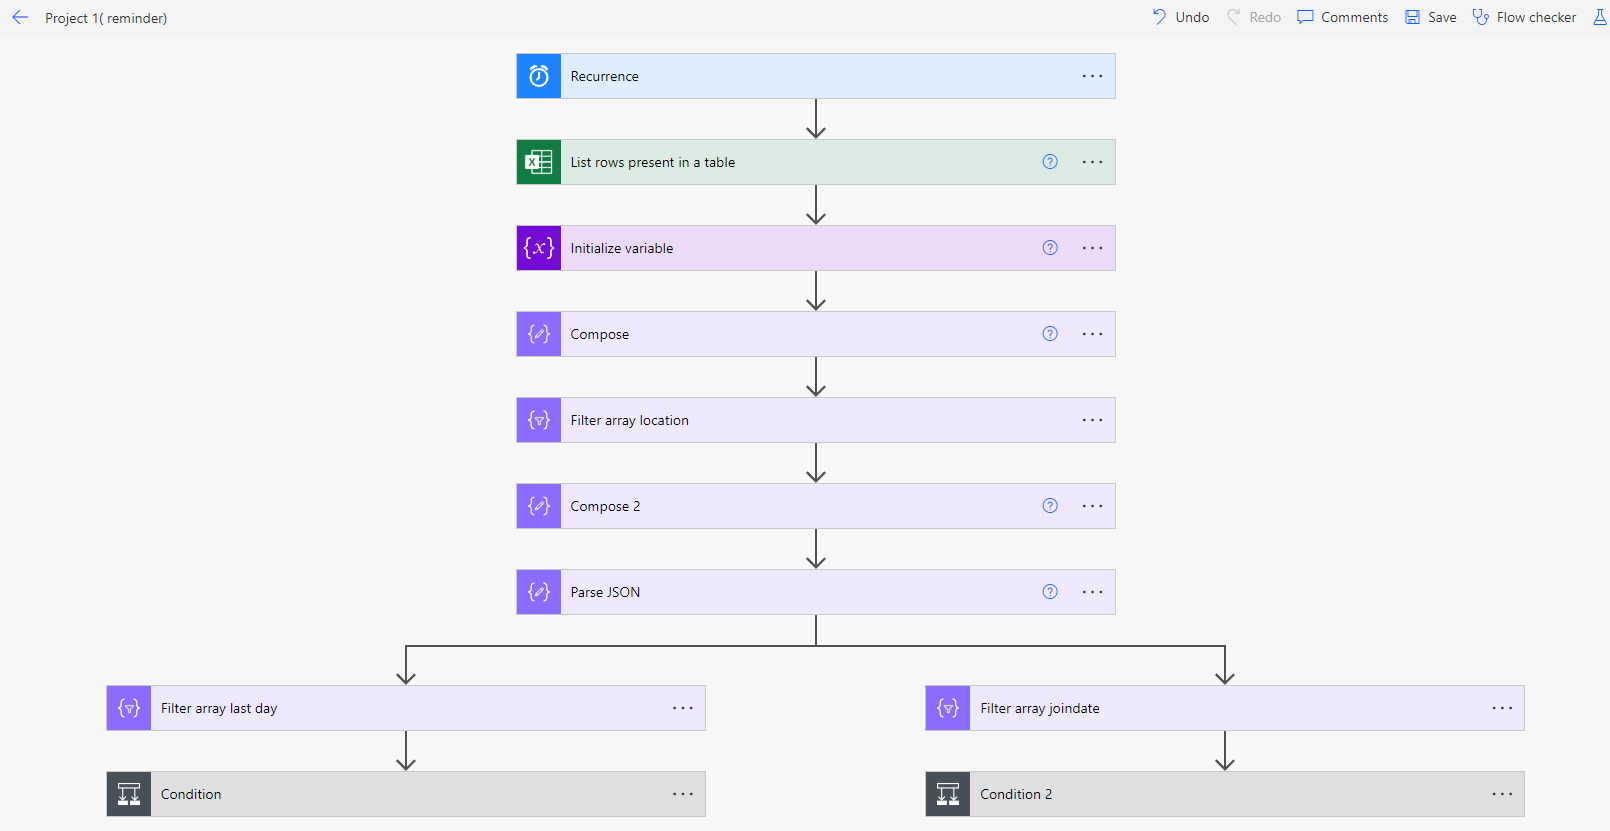 Project 1( reminder)
Undo
Redo
Comments
Save
Flow checker
Recurrence
List rows present in a table
Initialize variable
Compose
Filter array location
Compose 2
Parse JSON
Filter array last day
Filter array joindate
Condition
Condition 2